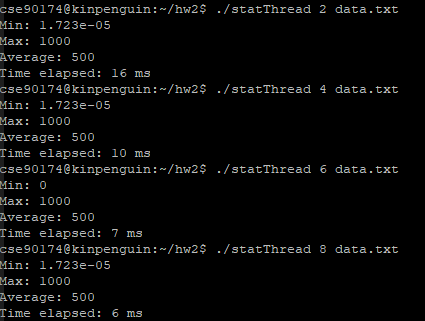 cse90174@kinpenguin:~/hw2$ ./statThread 2 data.txt
Min: 1.723e-05
Max: 1000
Average: 500
Time elapsed: 16 ms
cse90174@kinpenguin:~/hw2$ ./statThread 4 data.txt
Min: 1.723e-05
Max: 1000
Average: 500
Time elapsed: 10 ms
cse90174@kinpenguin:~/hw2$ ./statThread 6 data.txt
Min: 0
Max: 1000
Average: 500
Time elapsed: 7 ms
cse90174@kinpenguin:~/hw2$ ./statThread 8 data.txt
Min: 1.723e-05
Max: 1000
Average: 500
Time elapsed: 6 ms